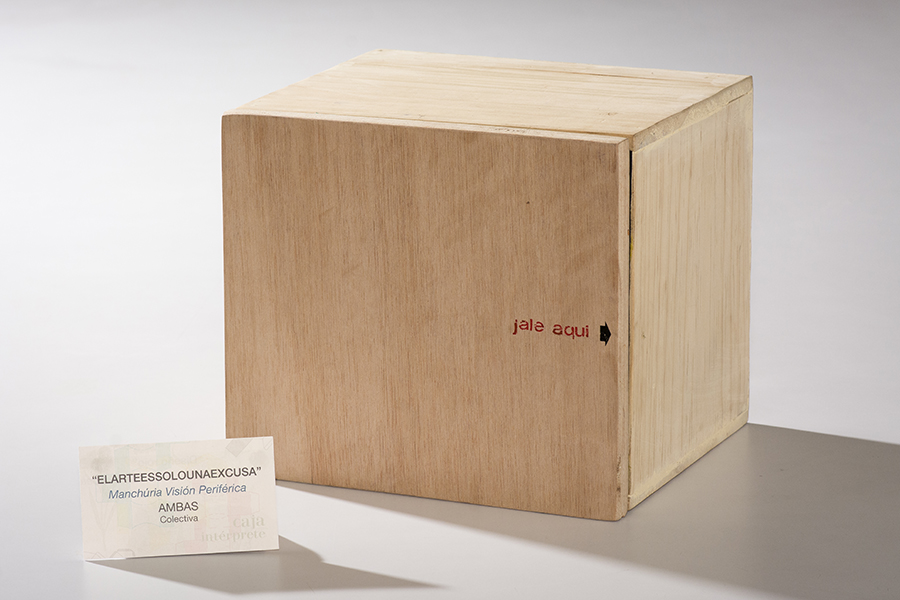 jale aqui
"ELARTEESSOLOUNAEXCUSA"
Manchúria Visión Periférica
AMBAS
Colectiva
caja
intérprete